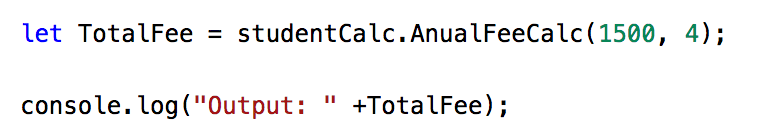 let TotalFee = studentCalc.AnualFeeCalc(1500, 4);
console.log("Output: " +TotalFee);